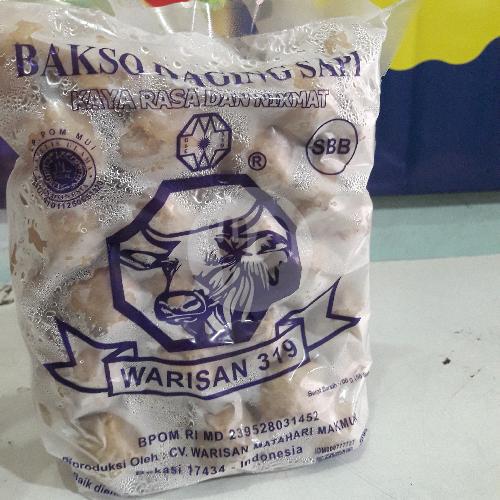 BAKSO DAGING SAPI
KAYA RASA DAN NIKMAT
SBB
®
WARISAN 319
BPOM RI MD 239528031452
diproduksi Oleh : CV. WARISAN MATAHARI MAKMUR
Bekasi 17434 - Indonesia